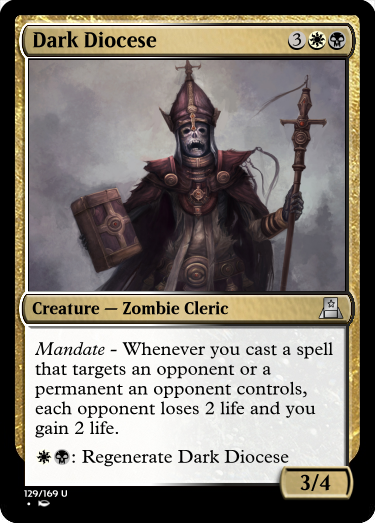 Dark Diocese 3
Creature — Zombie Cleric
Mandate - Whenever you cast a spell
that targets an opponent or a
permanent an opponent controls,
each opponent loses 2 life and you
gain 2 life.
: Regenerate Dark Diocese
3/4
129/169 U